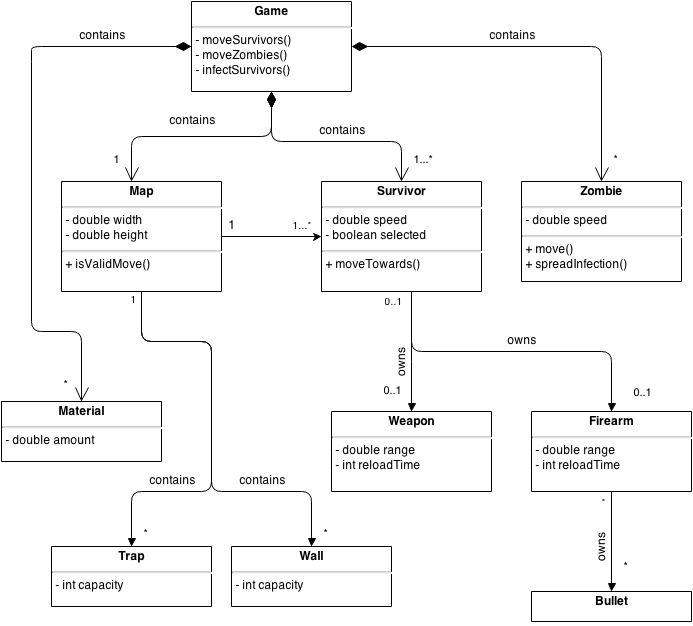 Game
- moveSurvivors()
- moveZombies()
- infectSurvivors()
contains
contains
contains
contains
1
1...*
*
Map
- double width
- double height
+ isValidMove()
1
1...*
Survivor
- double speed
- boolean selected
+ moveTowards()
Zombie
- double speed
+ move()
+ spreadInfection()
1
0..1
owns
owns
*
0..1
0..1
Material
- double amount
Weapon
- double range
- int reloadTime
Firearm
- double range
- int reloadTime
contains
contains
*
*
*
owns
*
Trap
- int capacity
Wall
- int capacity
Bullet